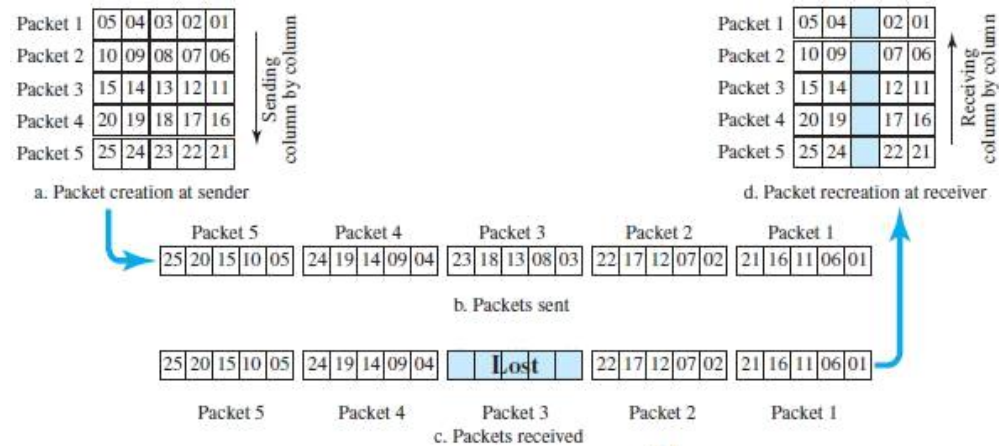 Packet 1 05 04 03 02 01
Packet 2 10 09 08 07 06
Packet 3 15 14 13 12 11
Packet 4 20 19 18 17 16
Packet 5 25 24 23 22 21
Sending
column by column
a. Packet creation at sender
Packet 1 05 04 02 01
Packet 2 10 09 07 06
Packet 3 15 14 12 11
Packet 4 20 19 17 16
Packet 5 25 24 22 21
Receiving
column by column
d. Packet recreation at receiver
Packet 5 Packet 4 Packet 3 Packet 2 Packet 1
25 20 15 10 05 24 19 14 09 04 23 18 13 08 03 22 17 12 07 02 21 16 11 06 01
b. Packets sent
25 20 15 10 05 24 19 14 09 04 Lost 22 17 12 07 02 21 16 11 06 01
Packet 5 Packet 4 Packet 3 Packet 2 Packet 1
c. Packets received